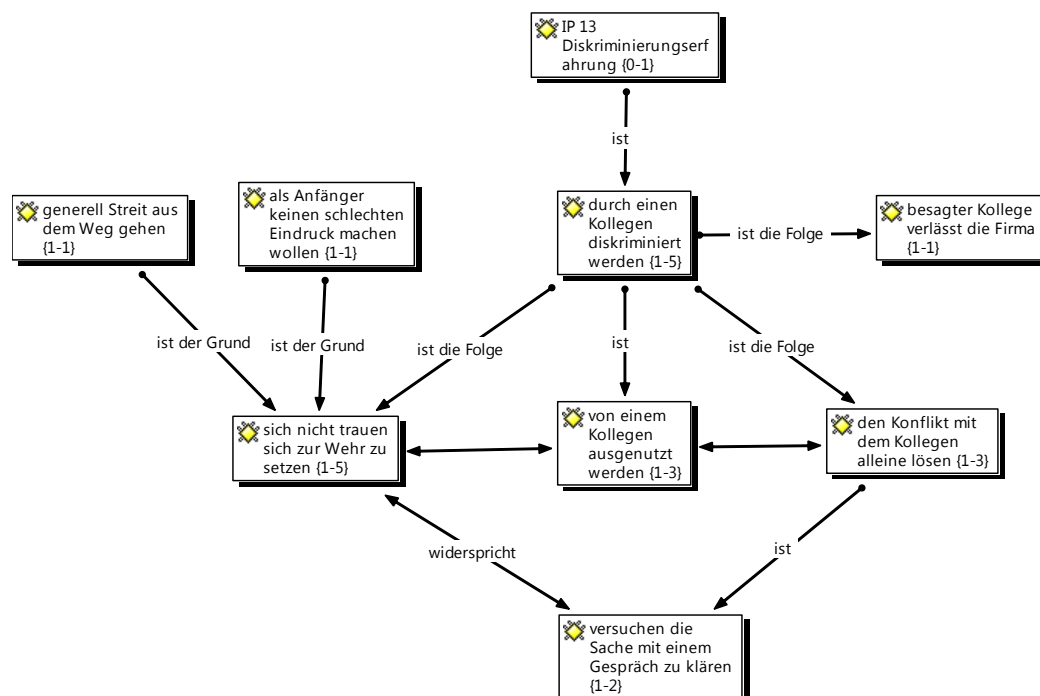 IP 13
Diskriminierungserf
ahrung {0-1}
ist
generell Streit aus
dem Weg gehen
{1-1}
als Anfänger
keinen schlechten
Eindruck machen
wollen {1-1}
durch einen
Kollegen
diskriminiert
werden {1-5}
ist die Folge
besagter Kollege
verlässt die Firma
{1-1}
ist der Grund
ist der Grund
ist die Folge
ist
ist die Folge
sich nicht trauen
sich zur Wehr zu
setzen {1-5}
von einem
Kollegen
ausgenutzt
werden {1-3}
den Konflikt mit
dem Kollegen
alleine lösen {1-3}
widerspricht
ist
versuchen die
Sache mit einem
Gespräch zu klären
{1-2}